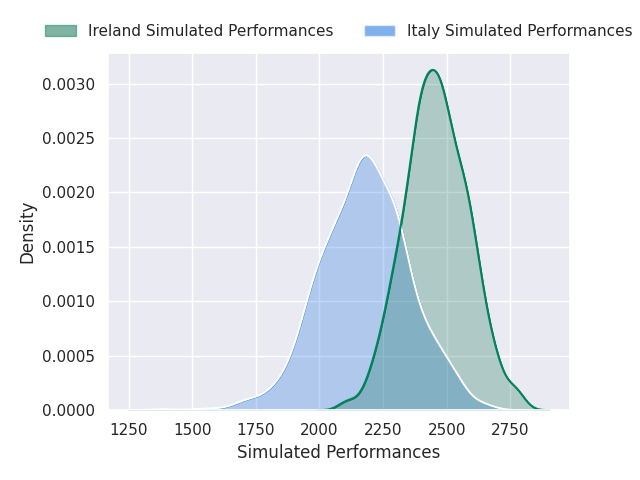 Ireland Simulated Performances Italy Simulated Performances
0.0030
0.0025
0.0020
0.0015
0.0010
0.0005
0.0000
Density
1250 1500 1750 2000 2250 2500 2750
Simulated Performances